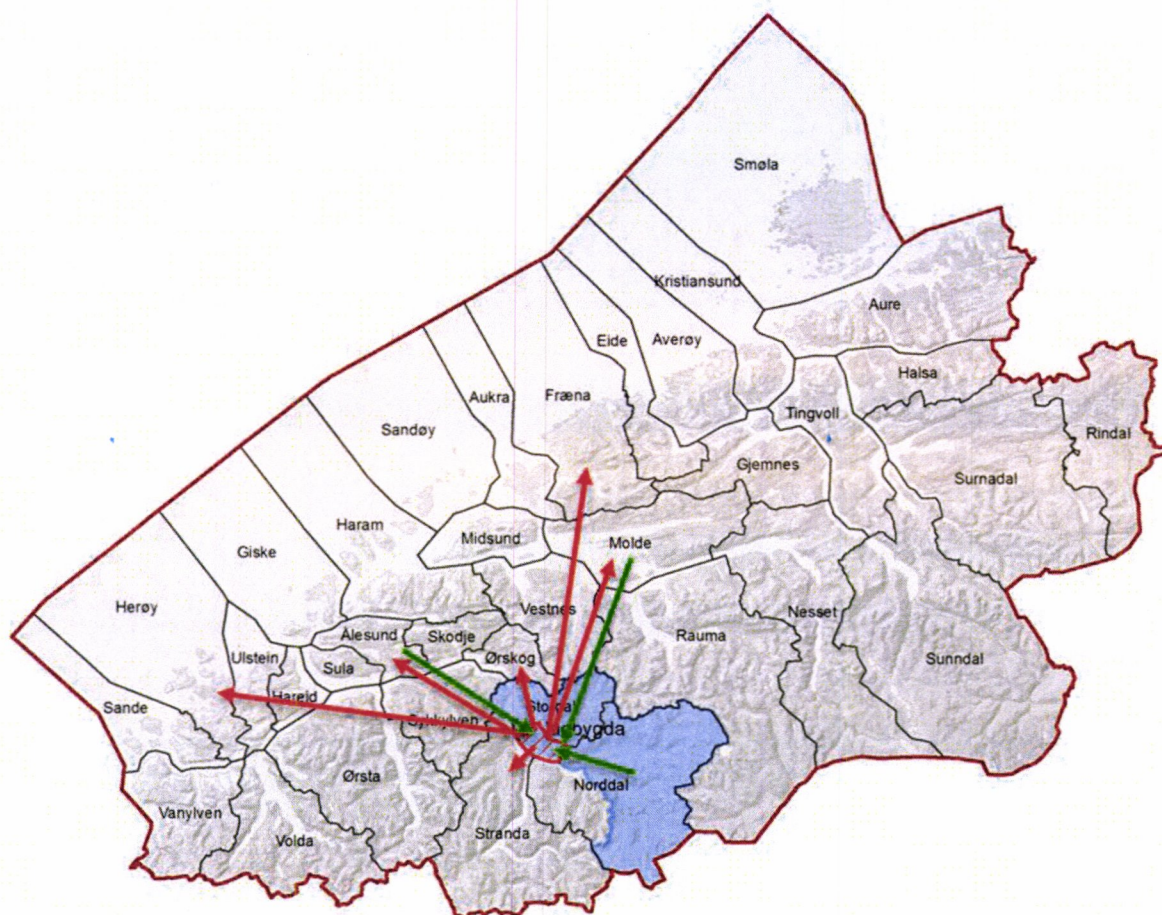 Smøla
Kristiansund
Aure
Eide
Averøy
Halsa
Aukra
Fræna
Tingvoll
Rindal
Sandøy
Gjemnes
Surnadal
Haram
Midsund
Molde
Giske
Herøy
Vestnes
Nesset
Ålesund
Skodje
Rauma
Ørskog
Ulstein
Sula
Sunndal
Hareid
Sande
Stordal
Sykkylven
Ørsta
Norddal
Vanylven
Stranda
Volda